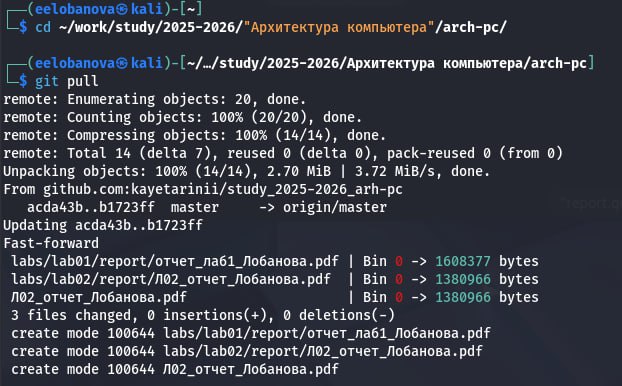 ┌──(eelobanova㉿kali)-[~]
└─$ cd ~/work/study/2025-2026/"Архитектура компьютера"/arch-pc/
┌──(eelobanova㉿kali)-[~/…/study/2025-2026/Архитектура компьютера/arch-pc]
└─$ git pull
remote: Enumerating objects: 20, done.
remote: Counting objects: 100% (20/20), done.
remote: Compressing objects: 100% (14/14), done.
remote: Total 14 (delta 7), reused 0 (delta 0), pack-reused 0 (from 0)
Unpacking objects: 100% (14/14), 2.70 MiB | 3.72 MiB/s, done.
From github.com:kayetarinii/study_2025-2026_arh-pc
   acda43b..b1723ff  master     -> origin/master
Updating acda43b..b1723ff
Fast-forward
 labs/lab01/report/отчет_ла61_Лобанова.pdf | Bin 0 -> 1608377 bytes
 labs/lab02/report/Л02_отчет_Лобанова.pdf  | Bin 0 -> 1380966 bytes
 Л02_отчет_Лобанова.pdf                    | Bin 0 -> 1380966 bytes
 3 files changed, 0 insertions(+), 0 deletions(-)
 create mode 100644 labs/lab01/report/отчет_ла61_Лобанова.pdf
 create mode 100644 labs/lab02/report/Л02_отчет_Лобанова.pdf
 create mode 100644 Л02_отчет_Лобанова.pdf